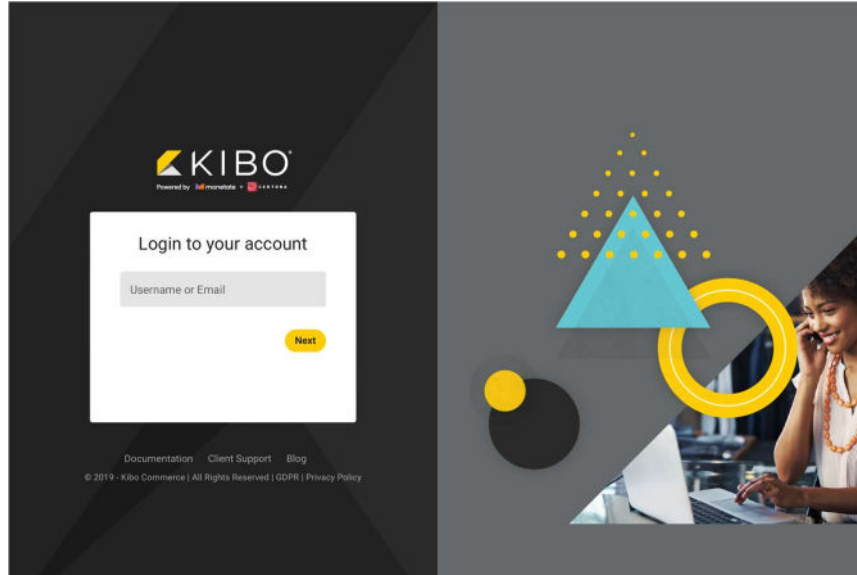 KIBO
Powered by monetate + CERTONA
Login to your account
Username or Email
Next
Documentation Client Support Blog
© 2019 - Kibo Commerce | All Rights Reserved | GDPR | Privacy Policy